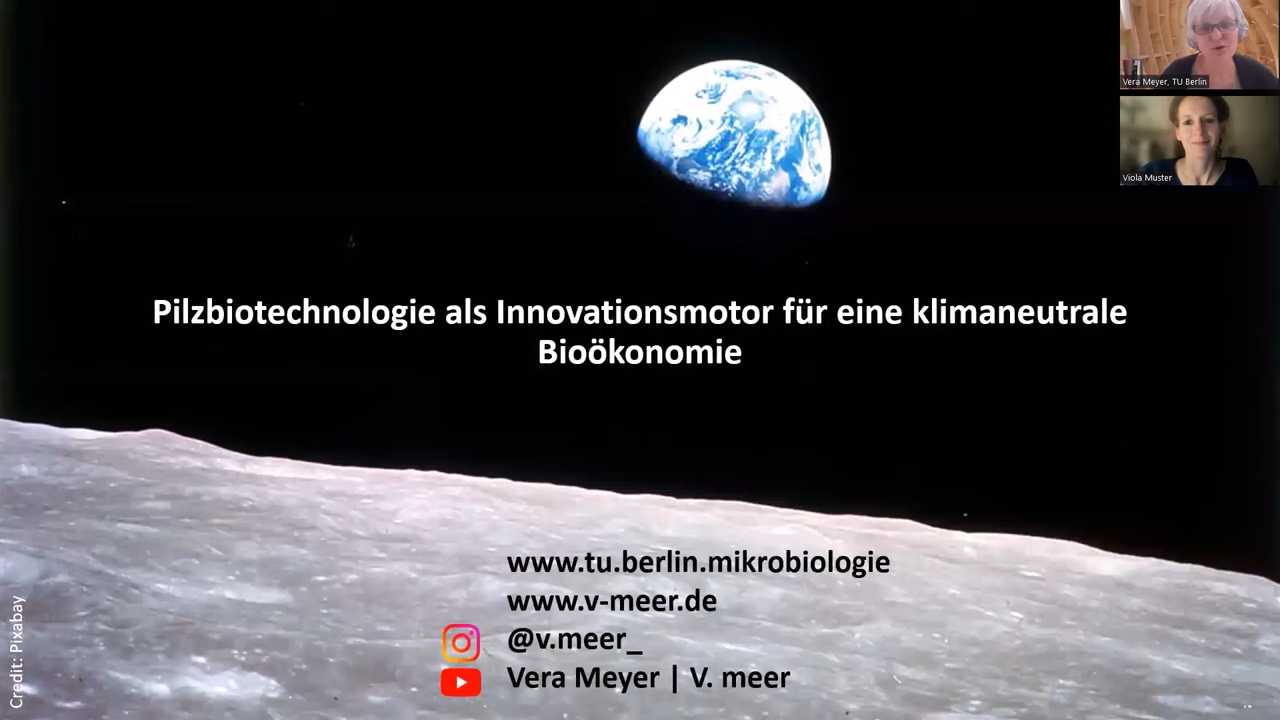 Vera Meyer, TU Berlin
Viola Muster
Pilzbiotechnologie als Innovationsmotor für eine klimaneutrale
Bioökonomie
www.tu.berlin.mikrobiologie
www.v-meer.de
@v.meer_
Vera Meyer | V. meer
Credit: Pixabay